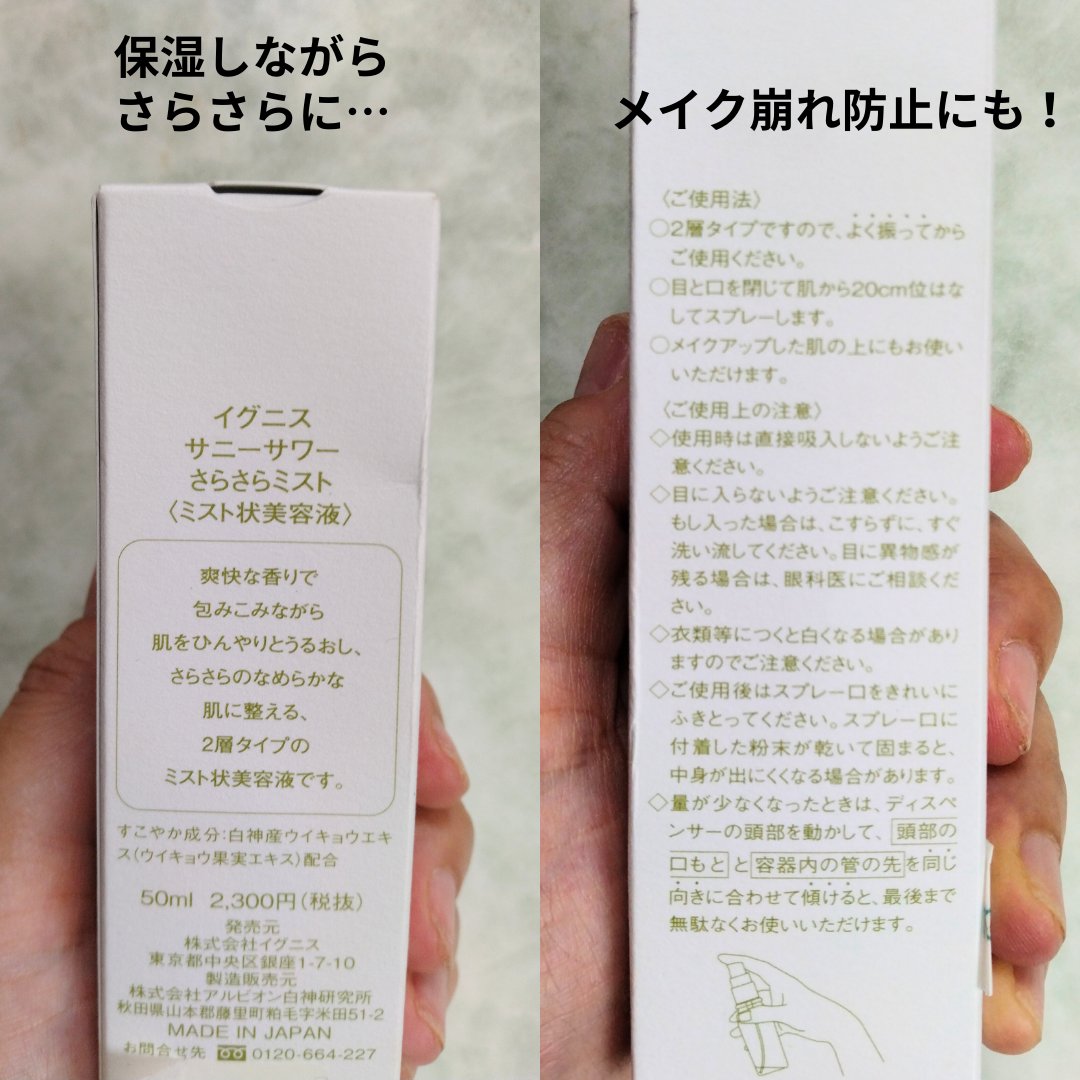 保湿しながら
さらさらに…
イグニス
サニーサワー
さらさらミスト
〈ミスト状美容液〉
爽快な香りで
包みこみながら
肌をひんやりとうるおし、
さらさらのなめらかな
肌に整える、
2層タイプの
ミスト状美容液です。
すこやか成分：白神産ウイキョウエキ
ス（ウイキョウ果実エキス）配合
50ml 2,300円（税抜）
発売元
株式会社イグニス
東京都中央区銀座1-7-10
製造販売元
株式会社アルビオン白神研究所
秋田県山本郡藤里町粕毛字米田51-2
MADE IN JAPAN
お問合せ先 0120-664-227
メイク崩れ防止にも！
〈ご使用法〉
○2層タイプですので、よく振ってから
ご使用ください。
○目と口を閉じて肌から20cm位はな
してスプレーします。
○メイクアップした肌の上にもお使い
いただけます。
〈ご使用上の注意〉
◇使用時は直接吸入しないようご注
意ください。
◇目に入らないようご注意ください。
もし入った場合は、こすらずに、すぐ
洗い流してください。目に異物感が
残る場合は、眼科医にご相談くだ
さい。
◇衣類等につくと白くなる場合があり
ますのでご注意ください。
◇ご使用後はスプレー口をきれいに
ふきとってください。スプレー口に
付着した粉末が乾いて固まると、
中身が出にくくなる場合があります。
◇量が少なくなったときは、ディスペ
ンサーの頭部を動かして、頭部の
口もとと容器内の管の先を同じ
向きに合わせて傾けると、最後まで
無駄なくお使いいただけます。